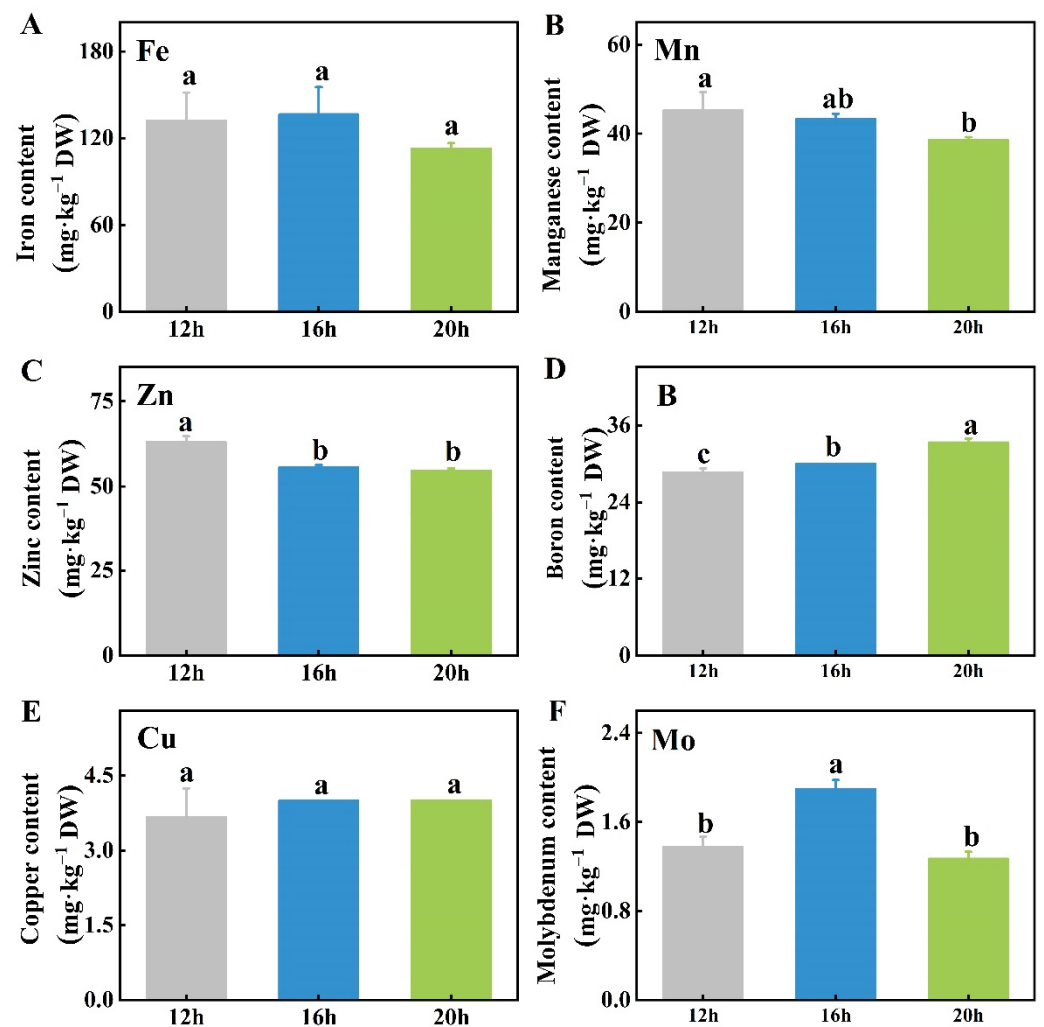 A
Fe
180
120
60
0
Iron content
(mg·kg⁻¹ DW)
a
a
a
12h
16h
20h
B
Mn
60
40
20
0
Manganese content
(mg·kg⁻¹ DW)
a
ab
b
12h
16h
20h
C
Zn
75
50
25
0
Zinc content
(mg·kg⁻¹ DW)
a
b
b
12h
16h
20h
D
B
36
24
12
0
Boron content
(mg·kg⁻¹ DW)
c
b
a
12h
16h
20h
E
Cu
4.5
3.0
1.5
0.0
Copper content
(mg·kg⁻¹ DW)
a
a
a
12h
16h
20h
F
Mo
2.4
1.6
0.8
0.0
Molybdenum content
(mg·kg⁻¹ DW)
b
a
b
12h
16h
20h